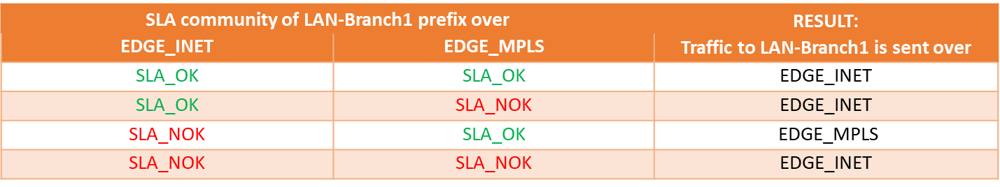 SLA community of LAN-Branch1 prefix over
RESULT:
EDGE_INET EDGE_MPLS Traffic to LAN-Branch1 is sent over
SLA_OK SLA_OK EDGE_INET
SLA_OK SLA_NOK EDGE_INET
SLA_NOK SLA_OK EDGE_MPLS
SLA_NOK SLA_NOK EDGE_INET